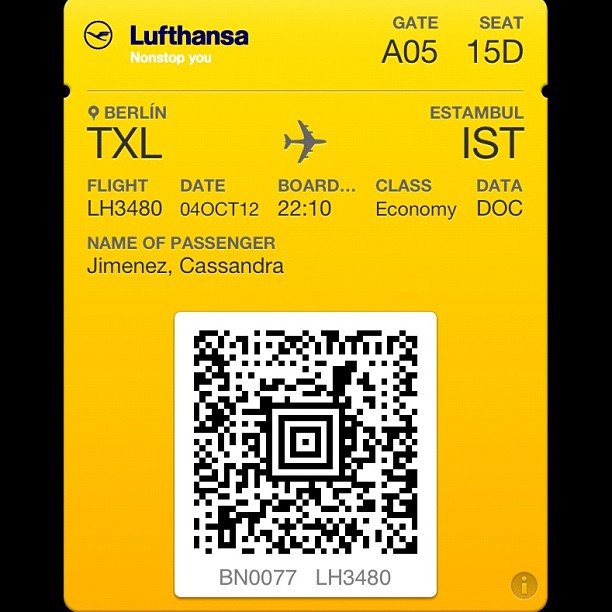 Lufthansa
Nonstop you
GATE SEAT
A05 15D
BERLÍN ESTAMBUL
TXL IST
FLIGHT DATE BOARD... CLASS DATA
LH3480 04OCT12 22:10 Economy DOC
NAME OF PASSENGER
Jimenez, Cassandra
BN0077 LH3480
i